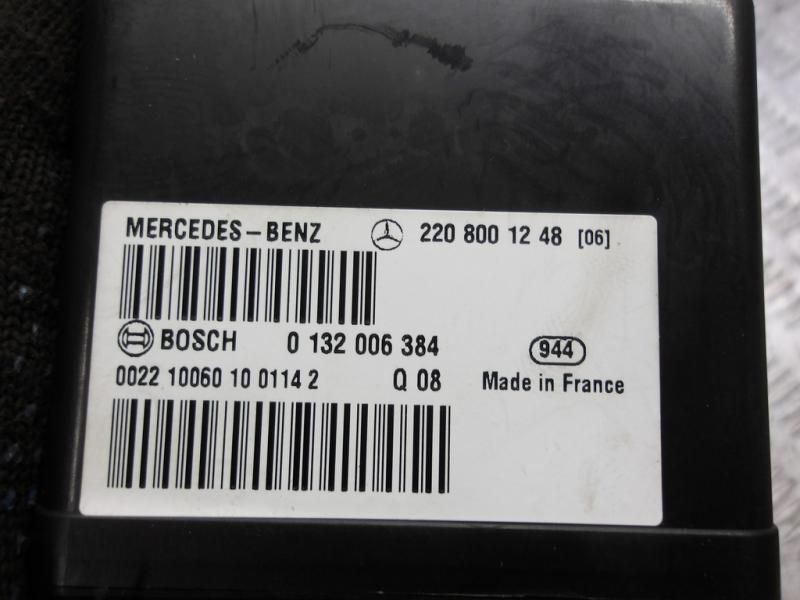 MERCEDES-BENZ 220 800 12 48 [06]
BOSCH 0 132 006 384 944
0022 10060 10 0114 2 Q 08 Made in France